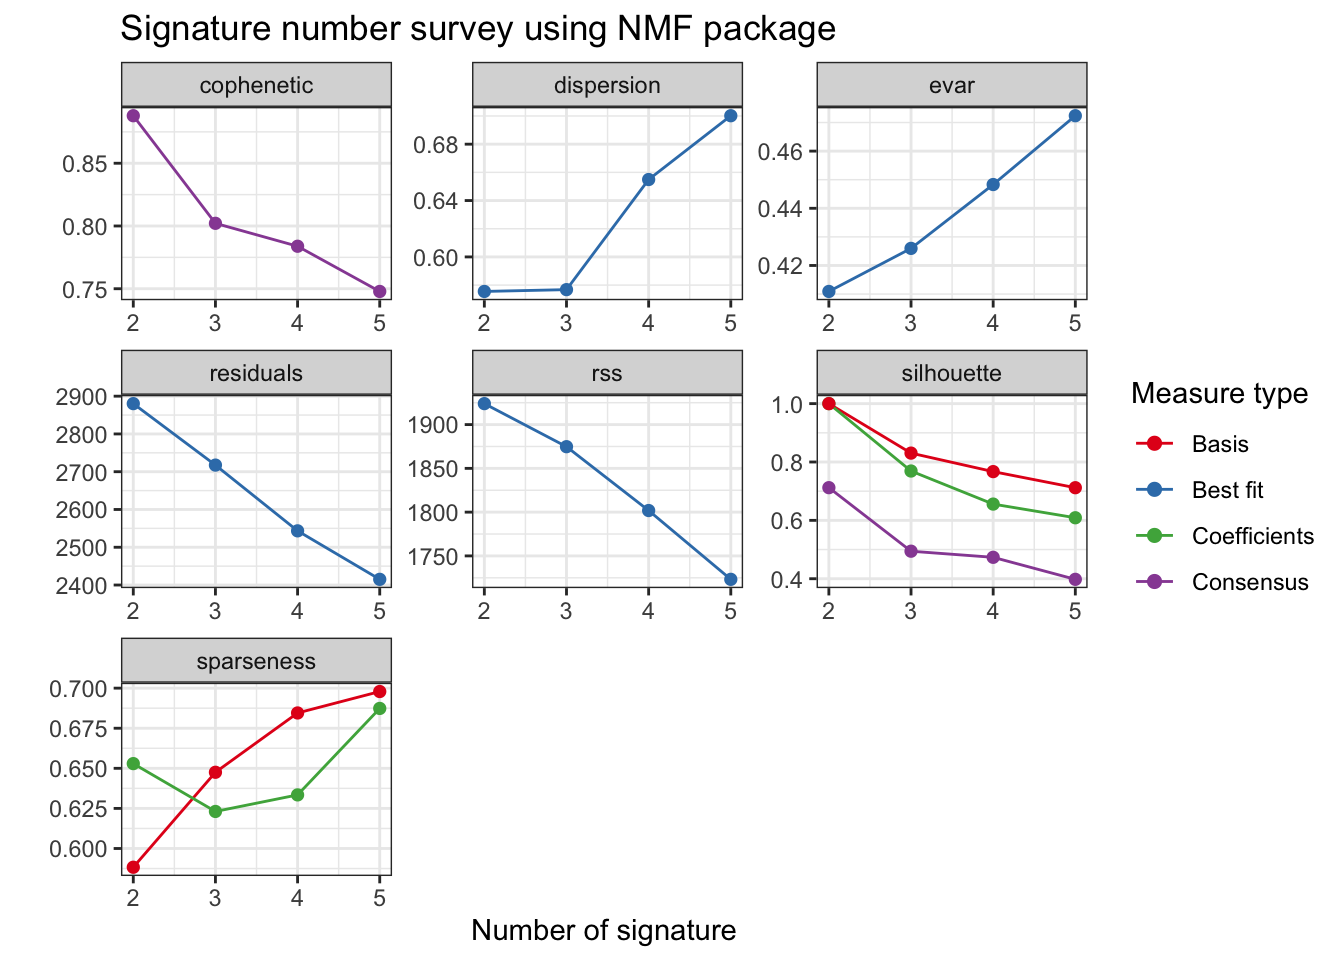 Signature number survey using NMF package
cophenetic
dispersion
evar
0.85
0.80
0.75
2 3 4 5
0.68
0.64
0.60
2 3 4 5
0.46
0.44
0.42
2 3 4 5
residuals
rss
silhouette
2900
2800
2700
2600
2500
2400
2 3 4 5
1900
1850
1800
1750
2 3 4 5
1.0
0.8
0.6
0.4
2 3 4 5
Measure type
Basis
Best fit
Coefficients
Consensus
sparseness
0.700
0.675
0.650
0.625
0.600
2 3 4 5
Number of signature